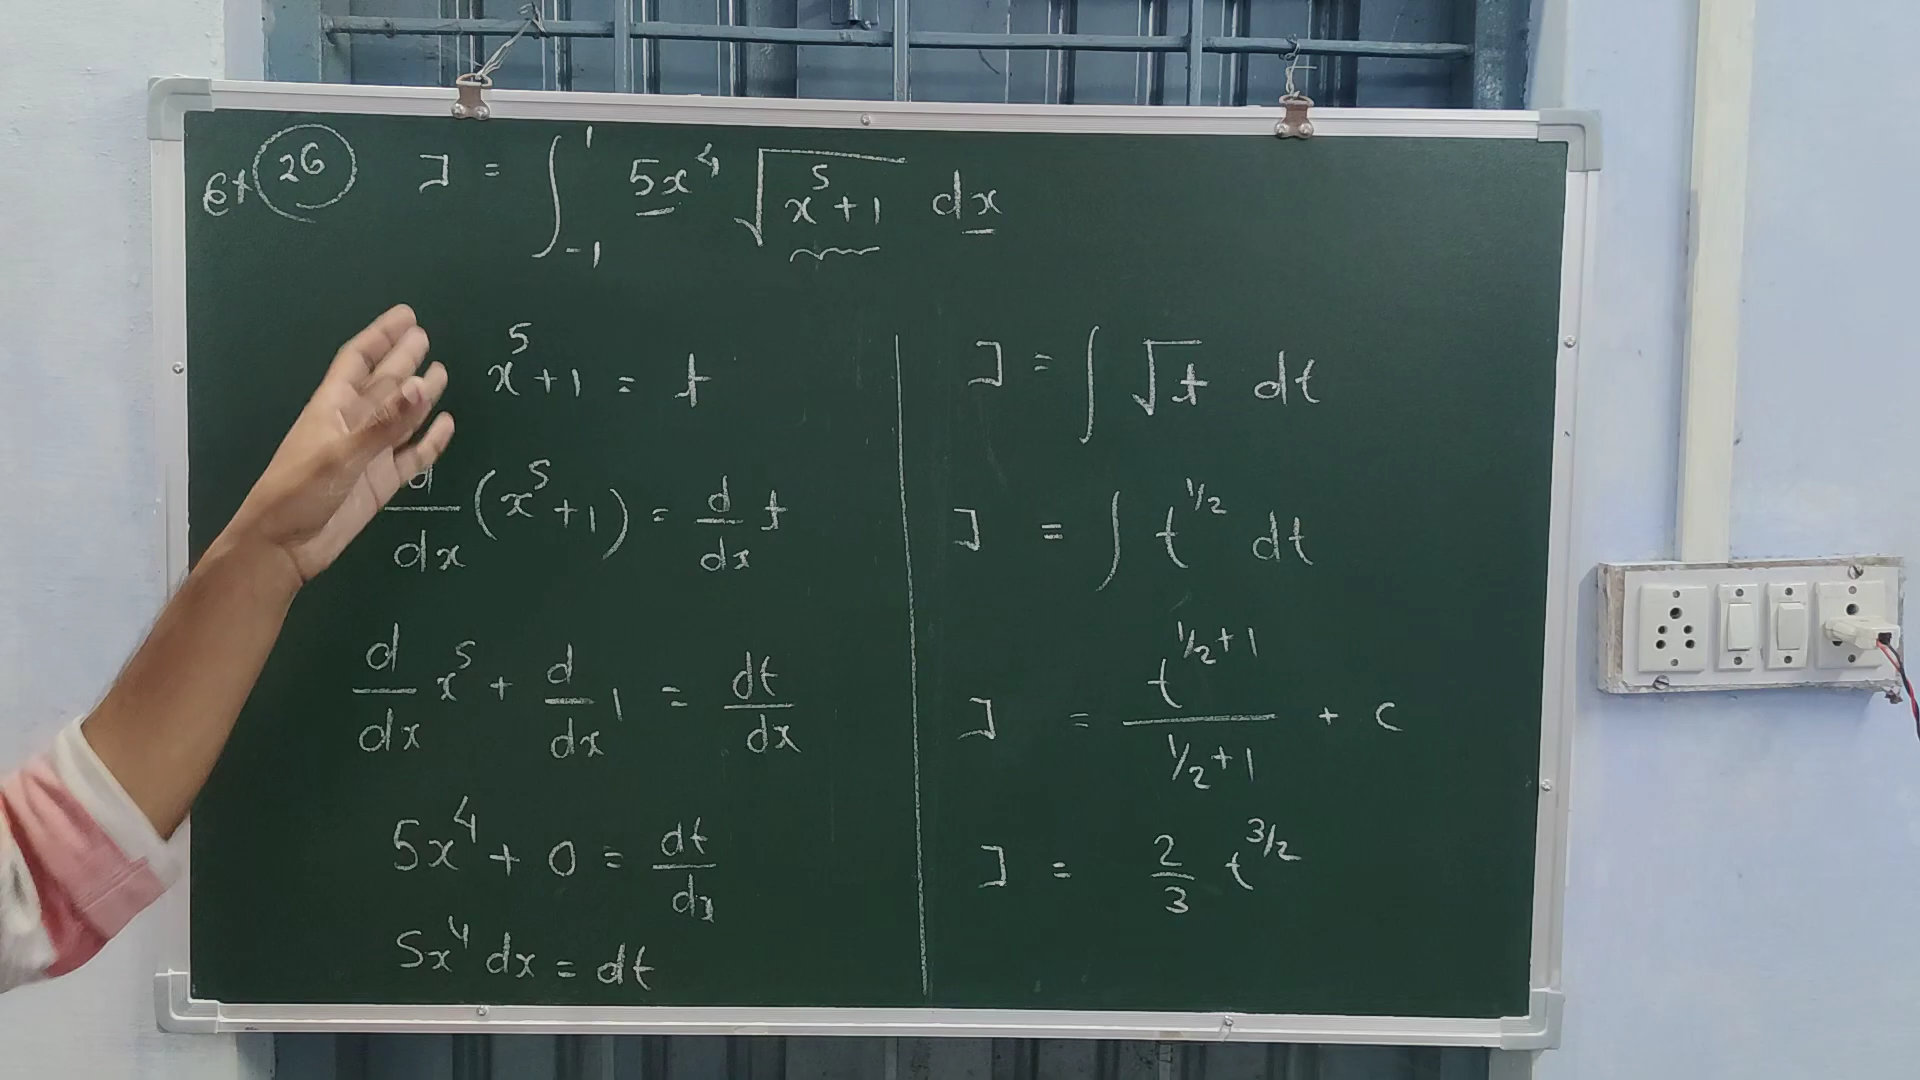 Ex 26 I = ∫_{-1}^{1} 5x^4 √(x^5+1) dx
x^5+1 = t
d/dx (x^5+1) = d/dx t
d/dx x^5 + d/dx 1 = dt/dx
5x^4 + 0 = dt/dx
5x^4 dx = dt
I = ∫ √t dt
I = ∫ t^{1/2} dt
I = t^{1/2+1} / (1/2+1) + c
I = 2/3 t^{3/2}